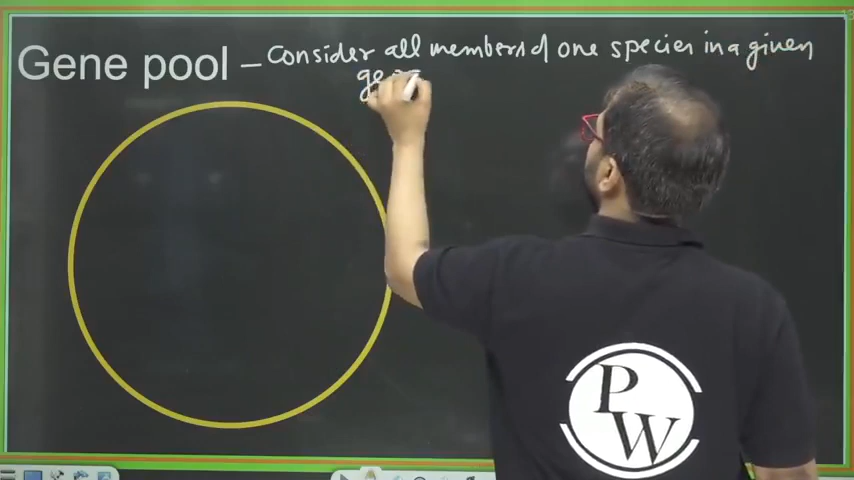 Gene pool – Consider all members of one species in a given
PW